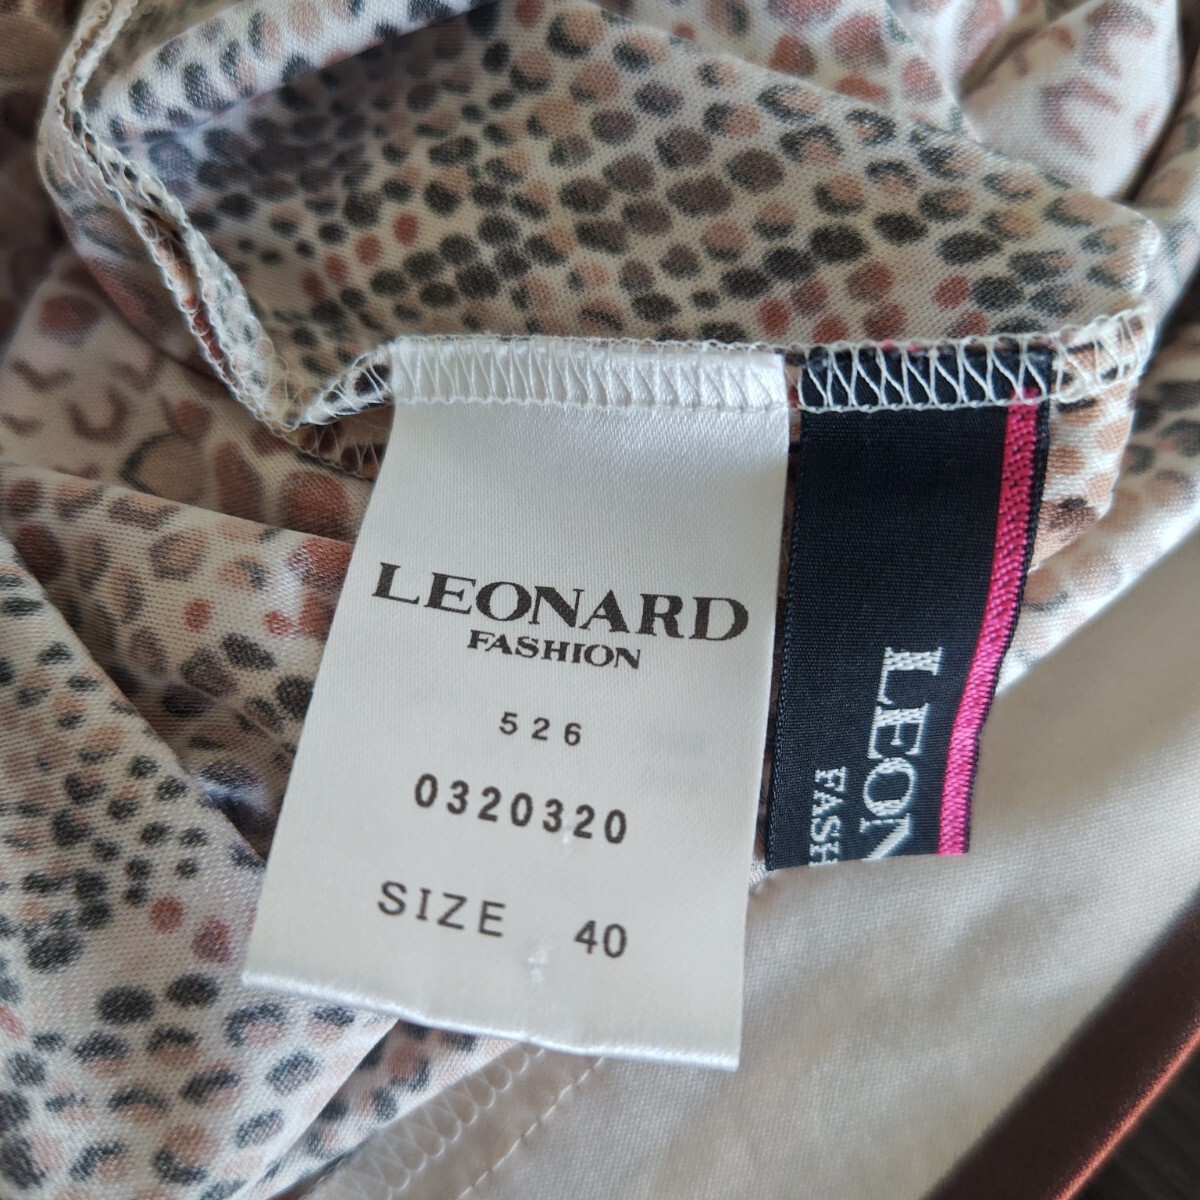 LEONARD
FASHION
526
0320320
SIZE 40
LEON
FASH